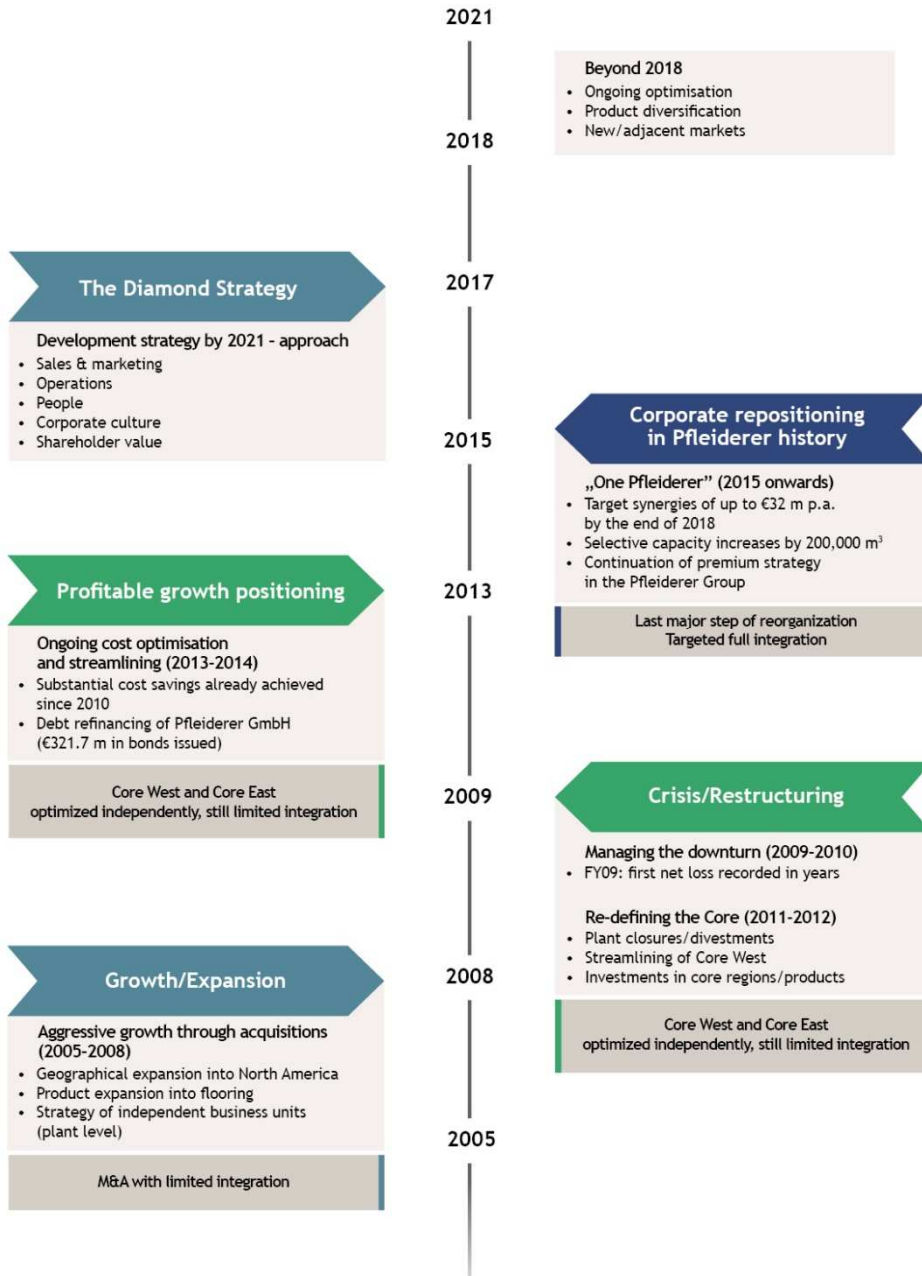 2021
Beyond 2018
• Ongoing optimisation
• Product diversification
• New/adjacent markets
2018
The Diamond Strategy
2017
Development strategy by 2021 - approach
• Sales & marketing
• Operations
• People
• Corporate culture
• Shareholder value
2015
Corporate repositioning
in Pfleiderer history
„One Pfleiderer” (2015 onwards)
• Target synergies of up to €32 m p.a.
by the end of 2018
• Selective capacity increases by 200,000 m³
• Continuation of premium strategy
in the Pfleiderer Group
Last major step of reorganization
Targeted full integration
Profitable growth positioning
2013
Ongoing cost optimisation
and streamlining (2013-2014)
• Substantial cost savings already achieved
since 2010
• Debt refinancing of Pfleiderer GmbH
(€321.7 m in bonds issued)
Core West and Core East
optimized independently, still limited integration
2009
Crisis/Restructuring
Managing the downturn (2009-2010)
• FY09: first net loss recorded in years
Re-defining the Core (2011-2012)
• Plant closures/divestments
• Streamlining of Core West
• Investments in core regions/products
Core West and Core East
optimized independently, still limited integration
Growth/Expansion
2008
Aggressive growth through acquisitions
(2005-2008)
• Geographical expansion into North America
• Product expansion into flooring
• Strategy of independent business units
(plant level)
M&A with limited integration
2005